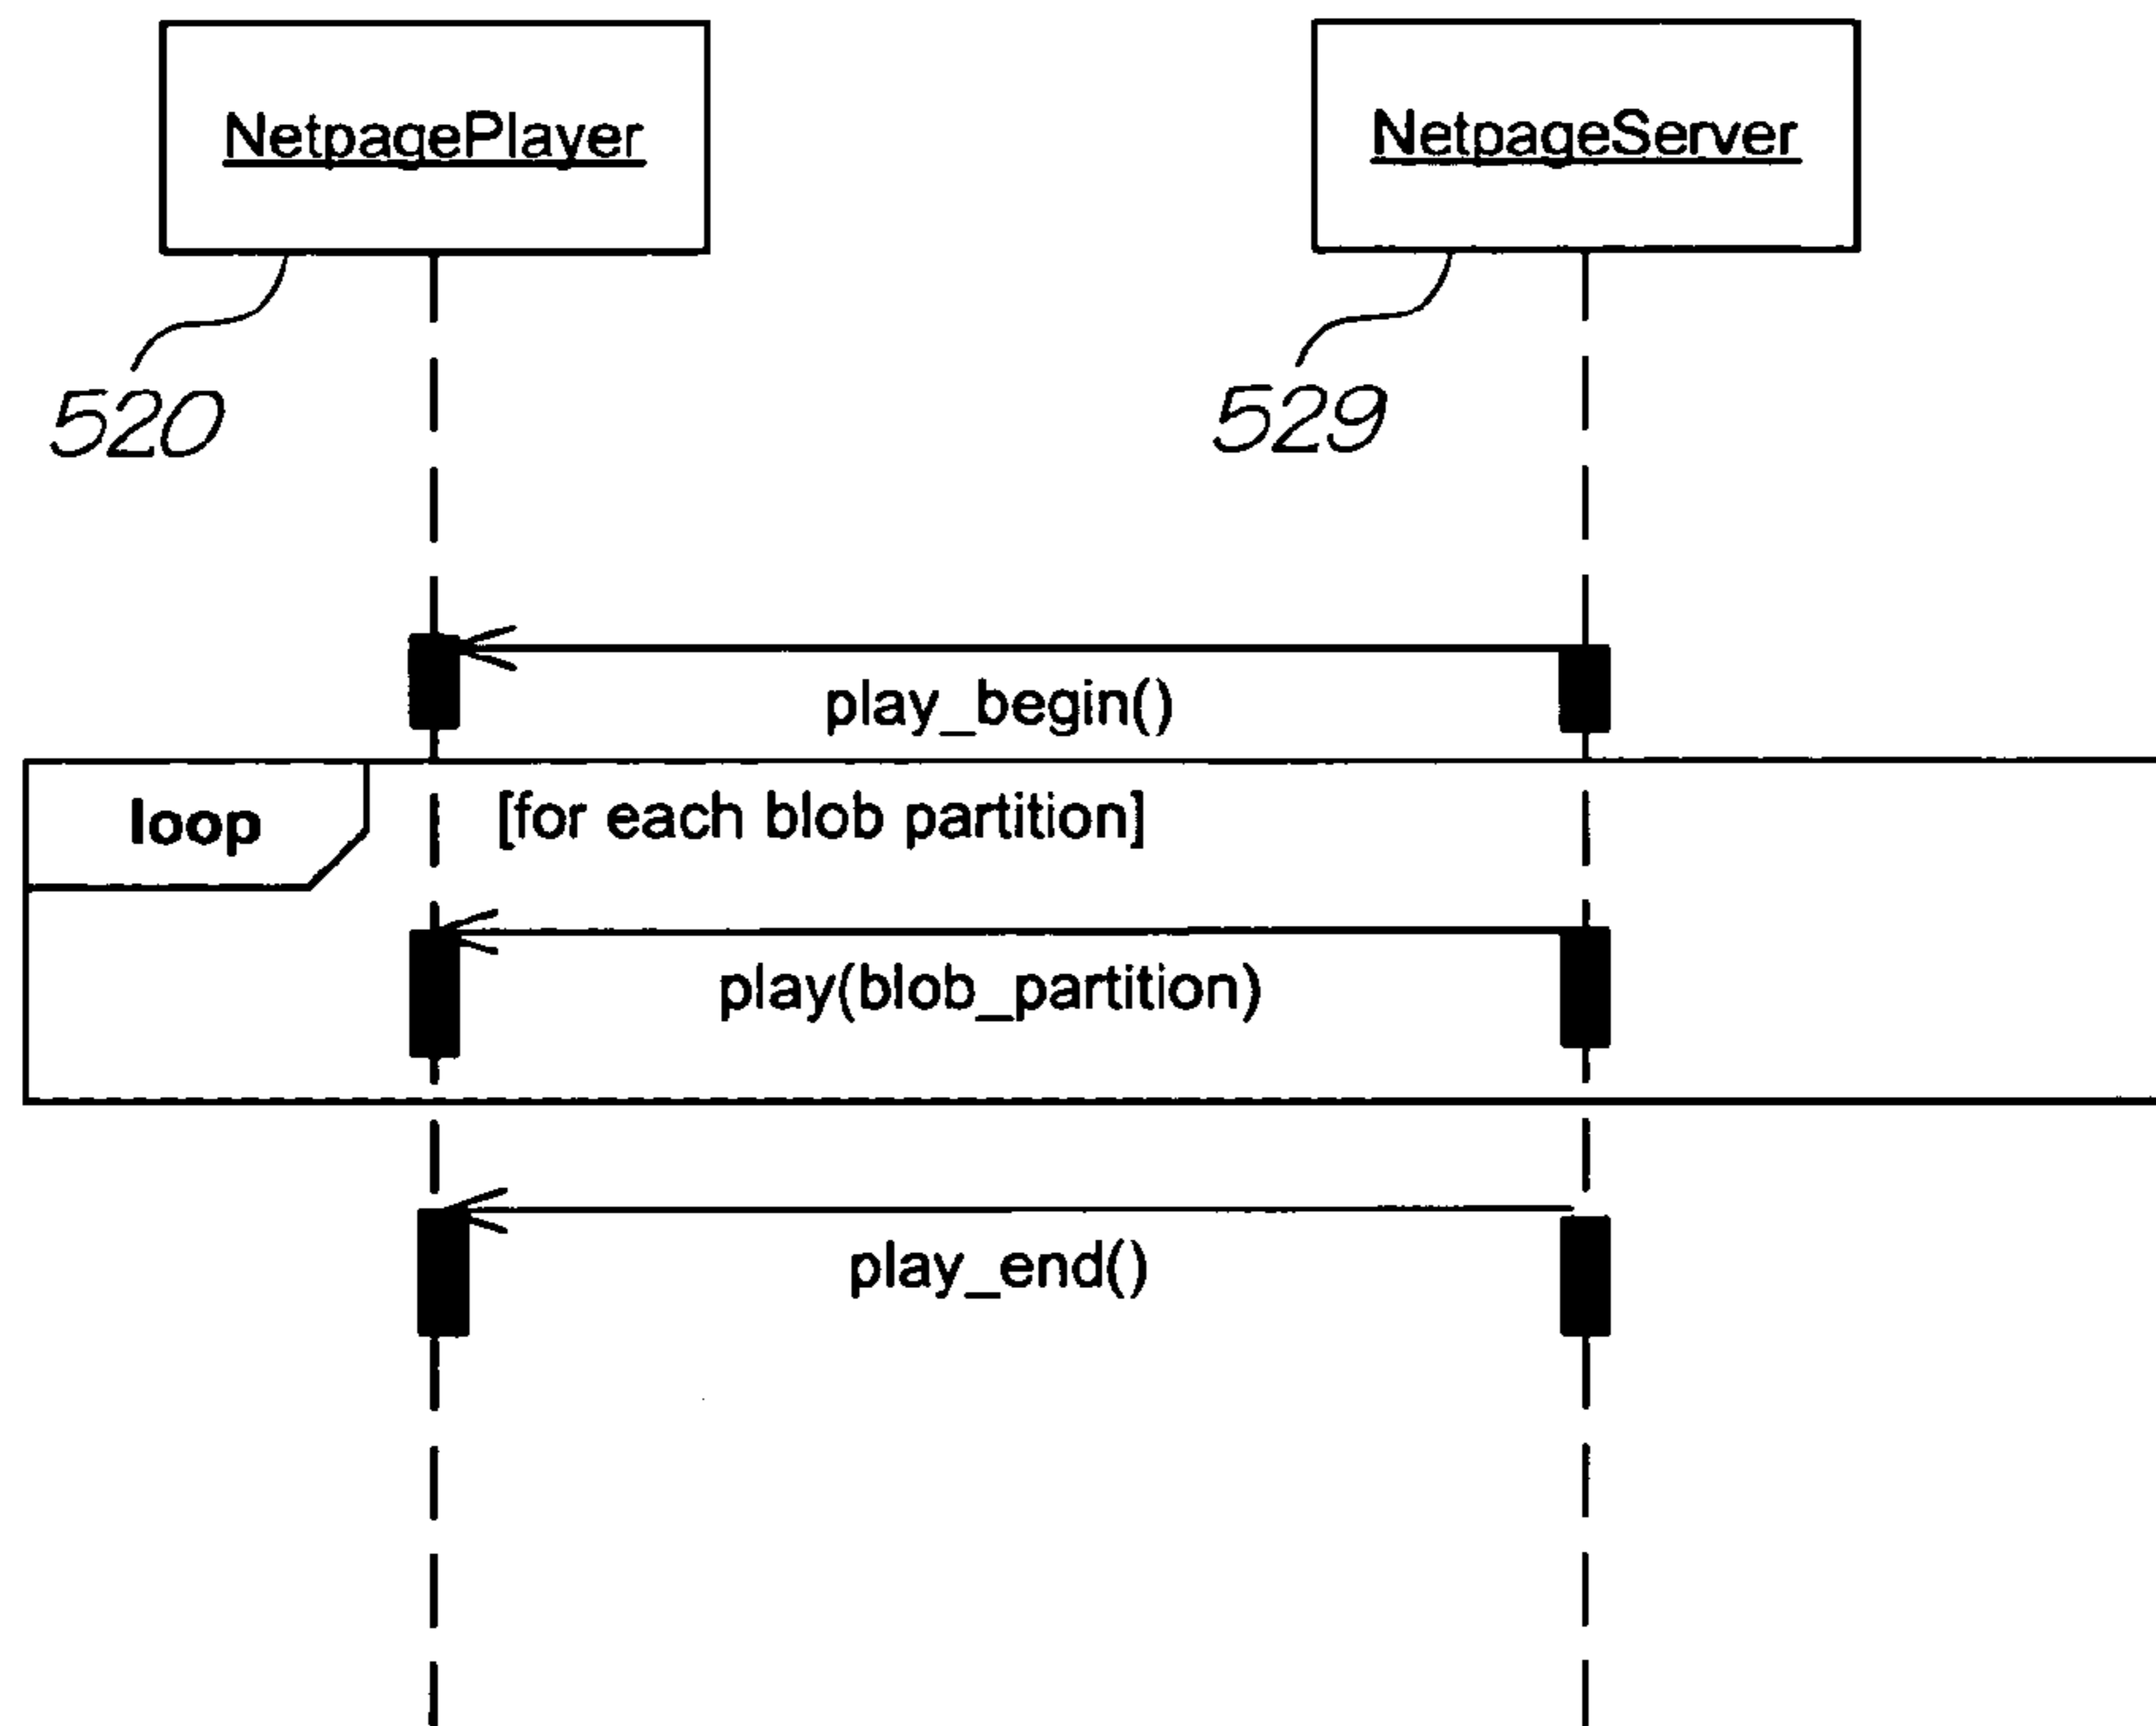 NetpagePlayer
NetpageServer
520
529
play_begin()
loop
[for each blob partition]
play(blob_partition)
play_end()